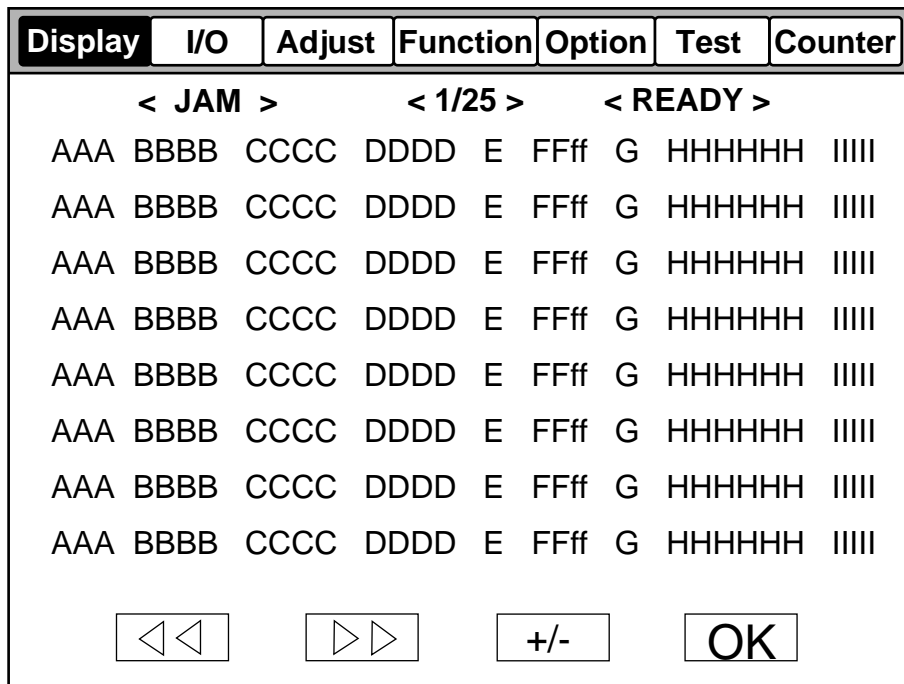 Display I/O Adjust Function Option Test Counter
< JAM > < 1/25 > < READY >
AAA BBBB CCCC DDDD E FFff G HHHHHH IIIII
AAA BBBB CCCC DDDD E FFff G HHHHHH IIIII
AAA BBBB CCCC DDDD E FFff G HHHHHH IIIII
AAA BBBB CCCC DDDD E FFff G HHHHHH IIIII
AAA BBBB CCCC DDDD E FFff G HHHHHH IIIII
AAA BBBB CCCC DDDD E FFff G HHHHHH IIIII
AAA BBBB CCCC DDDD E FFff G HHHHHH IIIII
AAA BBBB CCCC DDDD E FFff G HHHHHH IIIII
+/- OK